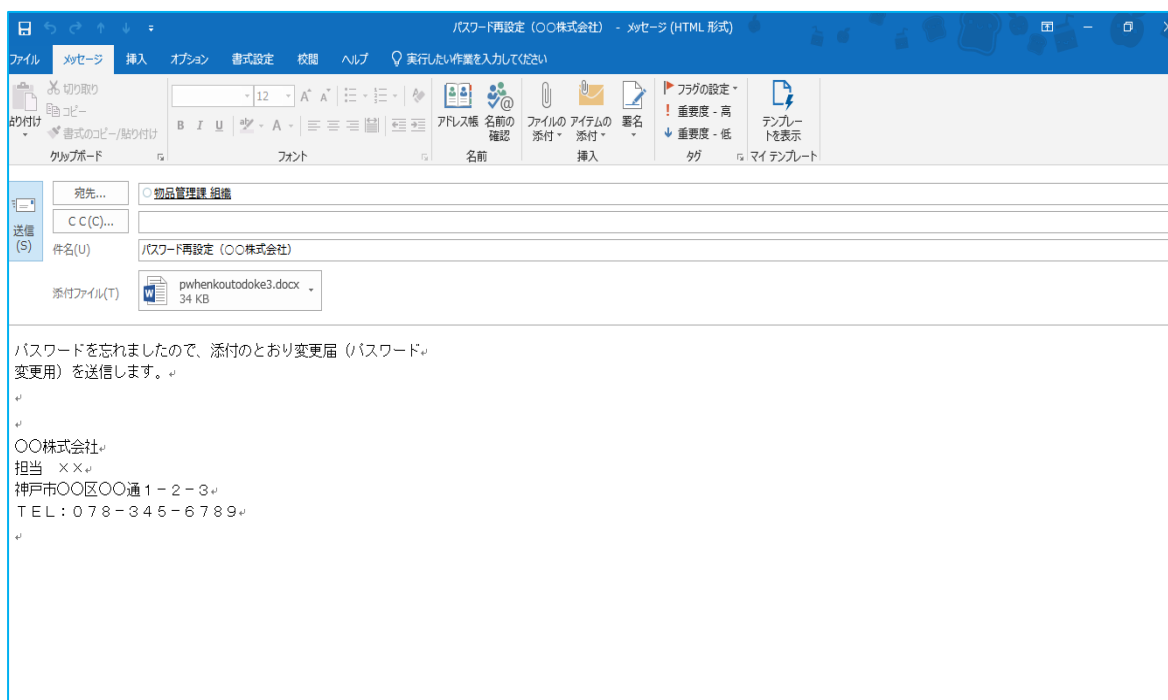 パスワード再設定（〇〇株式会社） - メッセージ (HTML 形式)
ファイル メッセージ 挿入 オプション 書式設定 校閲 ヘルプ 実行したい作業を入力してください
貼り付け
切り取り
コピー
書式のコピー/貼り付け
クリップボード
12
B I U
フォント
アドレス帳 名前の確認
名前
ファイルの添付 アイテムの添付 署名
挿入
フラグの設定
重要度 - 高
重要度 - 低
タグ
テンプレートを表示
マイ テンプレート
送信
(S)
宛先... 物品管理課 組織
C C(C)...
件名(U) パスワード再設定（〇〇株式会社）
添付ファイル(T) pwhenkoutodoke3.docx
34 KB
パスワードを忘れましたので、添付のとおり変更届（パスワード
変更用）を送信します。
〇〇株式会社
担当　××
神戸市〇〇区〇〇通１－２－３
ＴＥＬ：０７８－３４５－６７８９